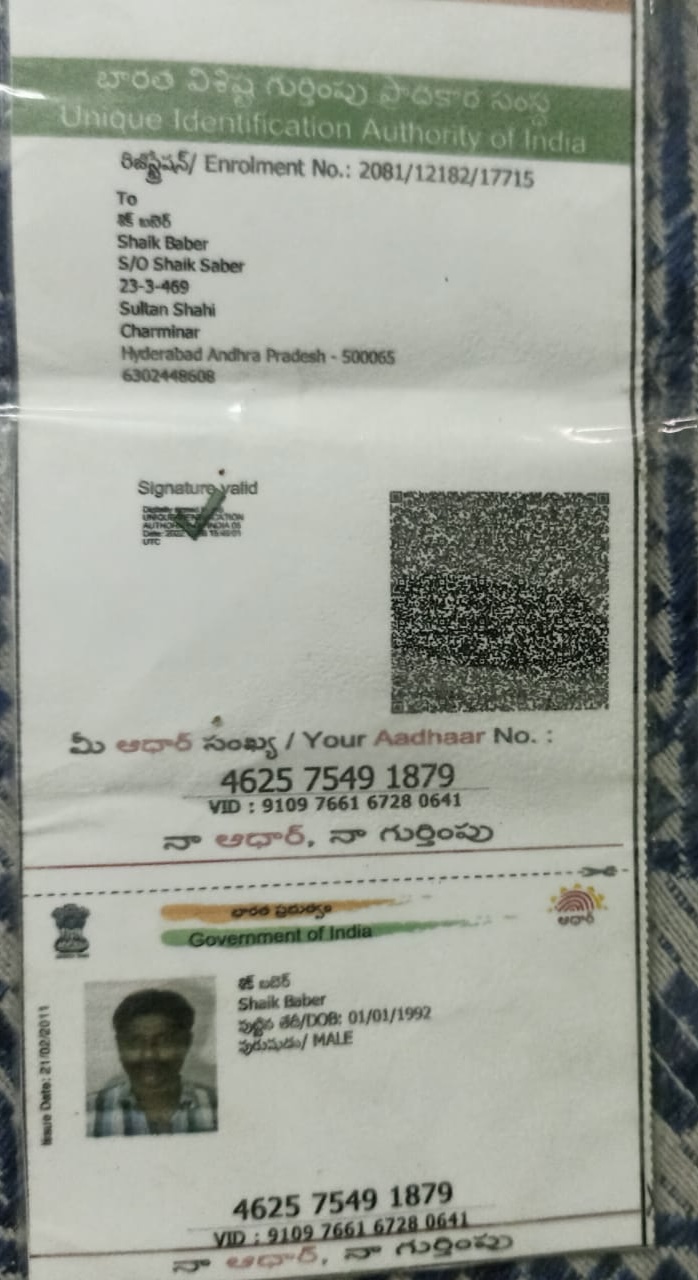 భారత విశిష్ట గుర్తింపు ప్రాధికార సంస్థ
Unique Identification Authority of India
రిజిస్ట్రేషన్/ Enrolment No.: 2081/12182/17715
To
Shaik Baber
S/O Shaik Saber
23-3-469
Sultan Shahi
Charminar
Hyderabad Andhra Pradesh - 500065
6302448608
Signature valid
UTC
మీ ఆధార్ సంఖ్య / Your Aadhaar No. :
4625 7549 1879
VID : 9109 7661 6728 0641
నా ఆధార్, నా గుర్తింపు
భారత ప్రభుత్వం
Government of India
ఆధార్
Issue Date: 21/02/2011
Shaik Baber
పుట్టిన తేదీ/DOB: 01/01/1992
పురుషుడు/ MALE
4625 7549 1879
VID : 9109 7661 6728 0641
నా ఆధార్, నా గుర్తింపు